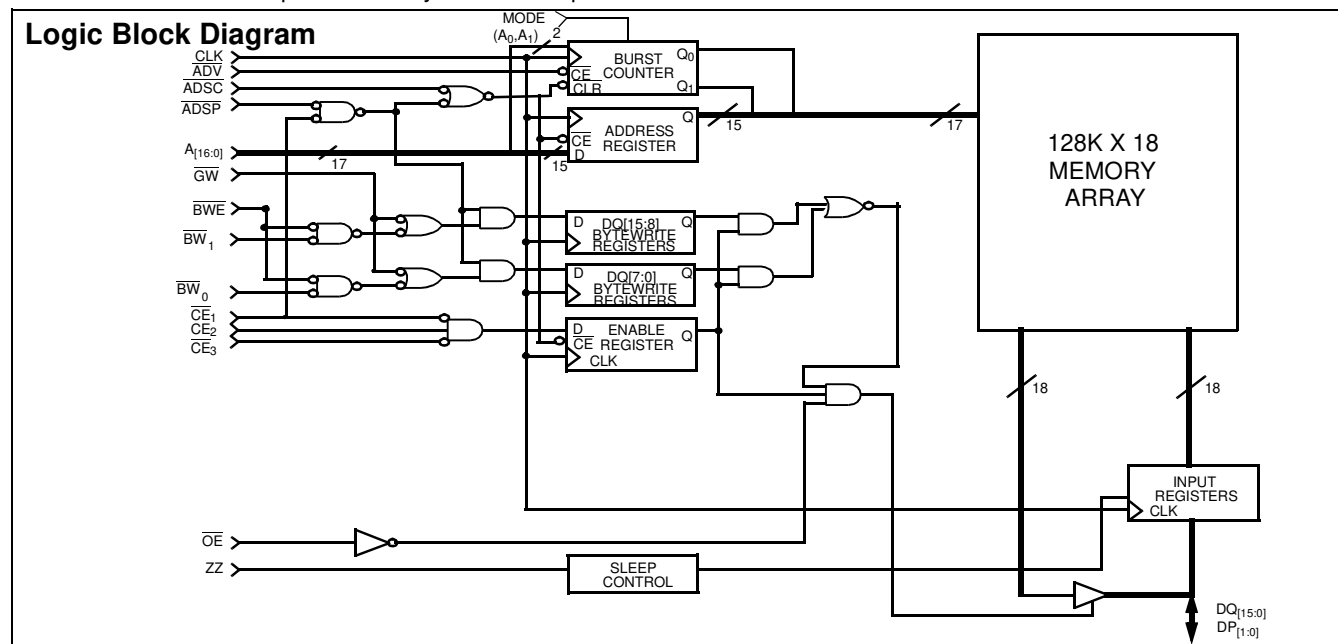 Logic Block Diagram
MODE
(A0,A1)
2
CLK
ADV
ADSC
ADSP
A[16:0]
17
GW
BWE
BW1
BW0
CE1
CE2
CE3
BURST
COUNTER
CE
CLR
Q0
Q1
15
ADDRESS
REGISTER
CE
D
Q
15
17
DQ[15:8]
BYTEWRITE
REGISTERS
D
Q
DQ[7:0]
BYTEWRITE
REGISTERS
D
Q
ENABLE
REGISTER
D
CE
CLK
Q
128K X 18
MEMORY
ARRAY
18
18
INPUT
REGISTERS
CLK
OE
ZZ
SLEEP
CONTROL
DQ[15:0]
DP[1:0]